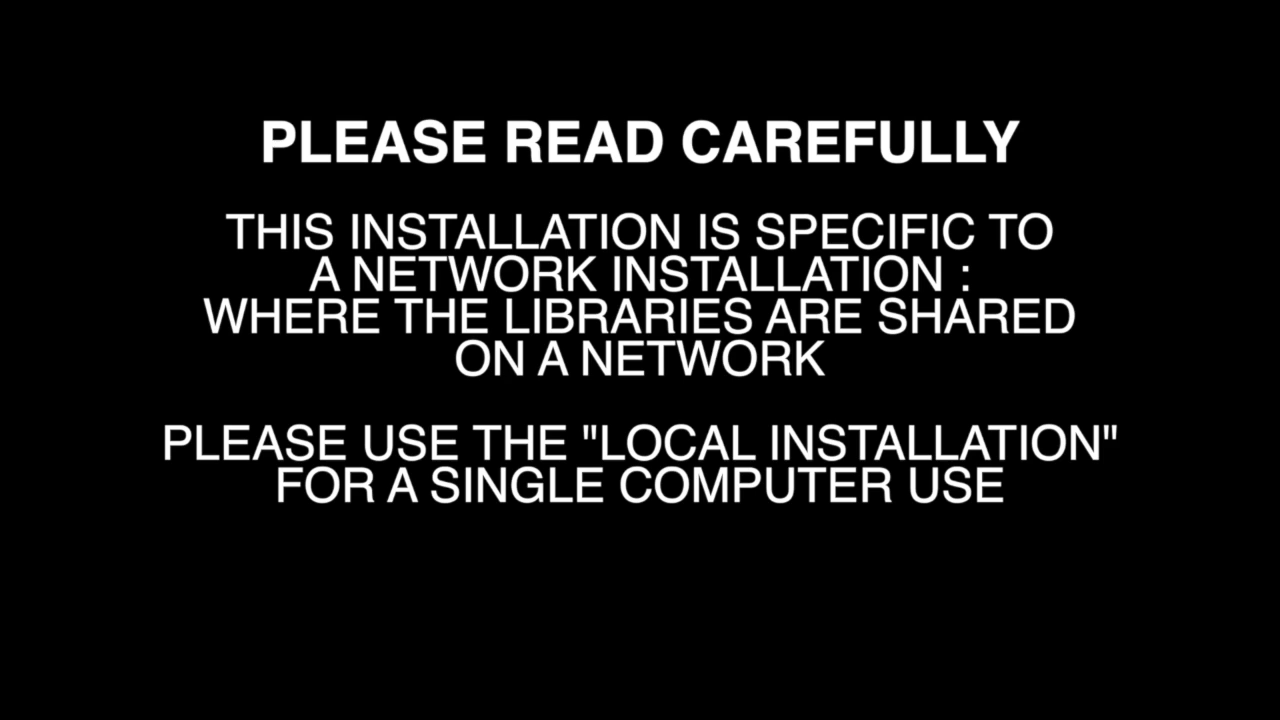 PLEASE READ CAREFULLY
THIS INSTALLATION IS SPECIFIC TO
A NETWORK INSTALLATION :
WHERE THE LIBRARIES ARE SHARED
ON A NETWORK
PLEASE USE THE "LOCAL INSTALLATION"
FOR A SINGLE COMPUTER USE